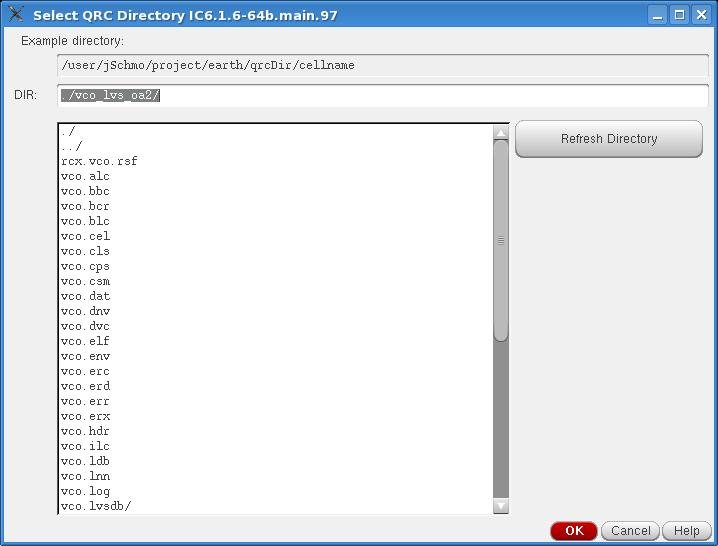 Select QRC Directory IC6.1.6-64b.main.97
Example directory:
/user/jSchmo/project/earth/qrcDir/cellname
DIR:
./vco_lvs_oa2/
Refresh Directory
./
../
rcx.vco.rsf
vco.alc
vco.bbc
vco.bcr
vco.blc
vco.cel
vco.cls
vco.cps
vco.csm
vco.dat
vco.dnv
vco.dvc
vco.elf
vco.env
vco.erc
vco.erd
vco.err
vco.erx
vco.hdr
vco.ilc
vco.ldb
vco.lnn
vco.log
vco.lvsdb/
OK
Cancel
Help